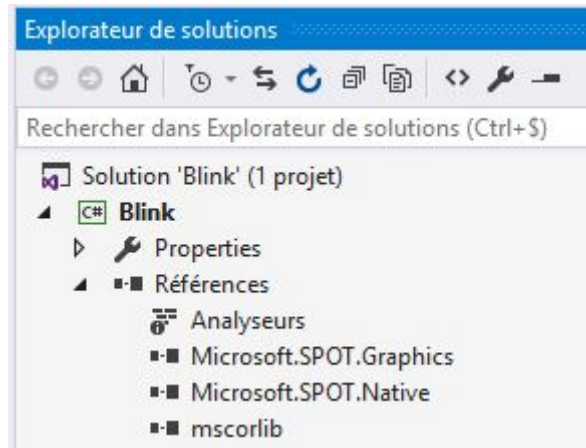 Explorateur de solutions
Rechercher dans Explorateur de solutions (Ctrl+$)
Solution 'Blink' (1 projet)
C# Blink
Properties
Références
Analyseurs
Microsoft.SPOT.Graphics
Microsoft.SPOT.Native
mscorlib